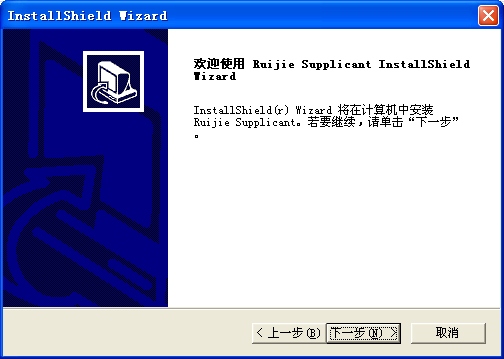 InstallShield Wizard
欢迎使用 Ruijie Supplicant InstallShield
Wizard
InstallShield(r) Wizard 将在计算机中安装
Ruijie Supplicant。若要继续，请单击“下一步”
。
< 上一步(B)
下一步(N) >
取消